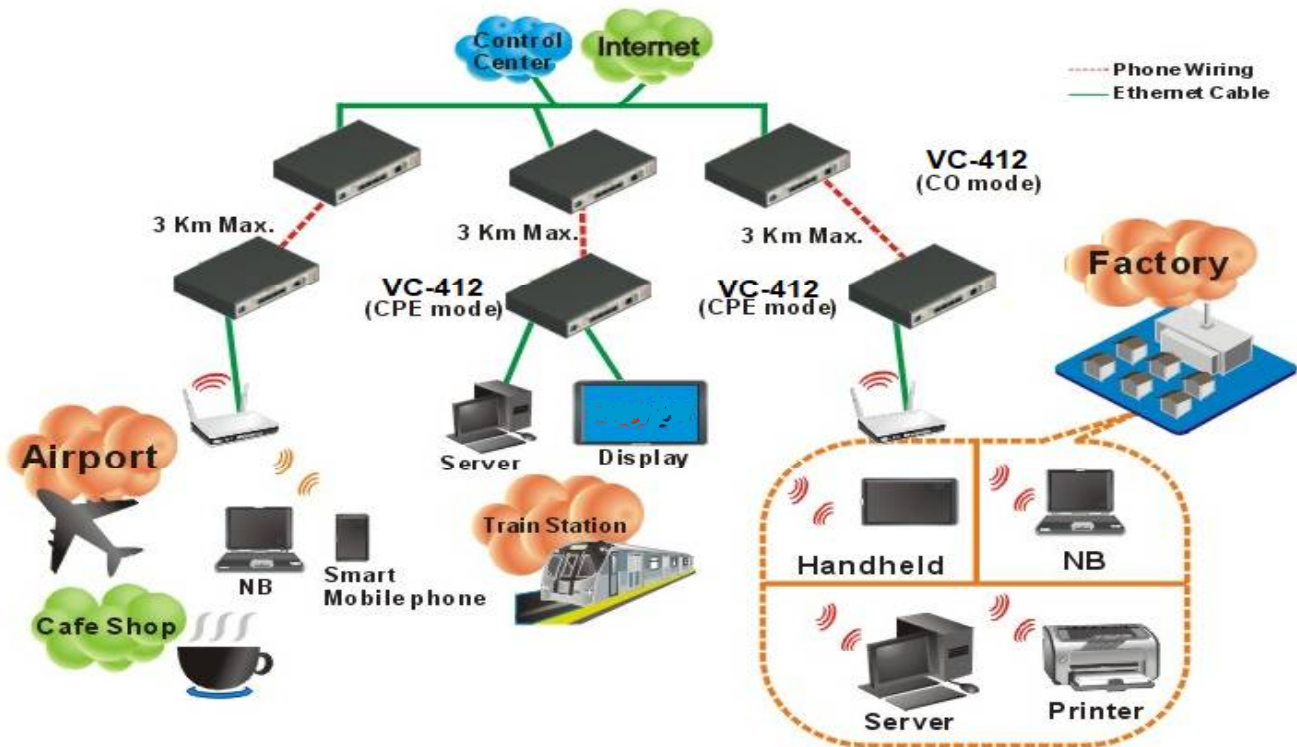 Control
Center
Internet
Phone Wiring
Ethernet Cable
VC-412
(CO mode)
3 Km Max.
3 Km Max.
3 Km Max.
VC-412
(CPE mode)
VC-412
(CPE mode)
Factory
Airport
Server
Display
NB
Smart
Mobile phone
Train Station
Cafe Shop
Handheld
NB
Server
Printer